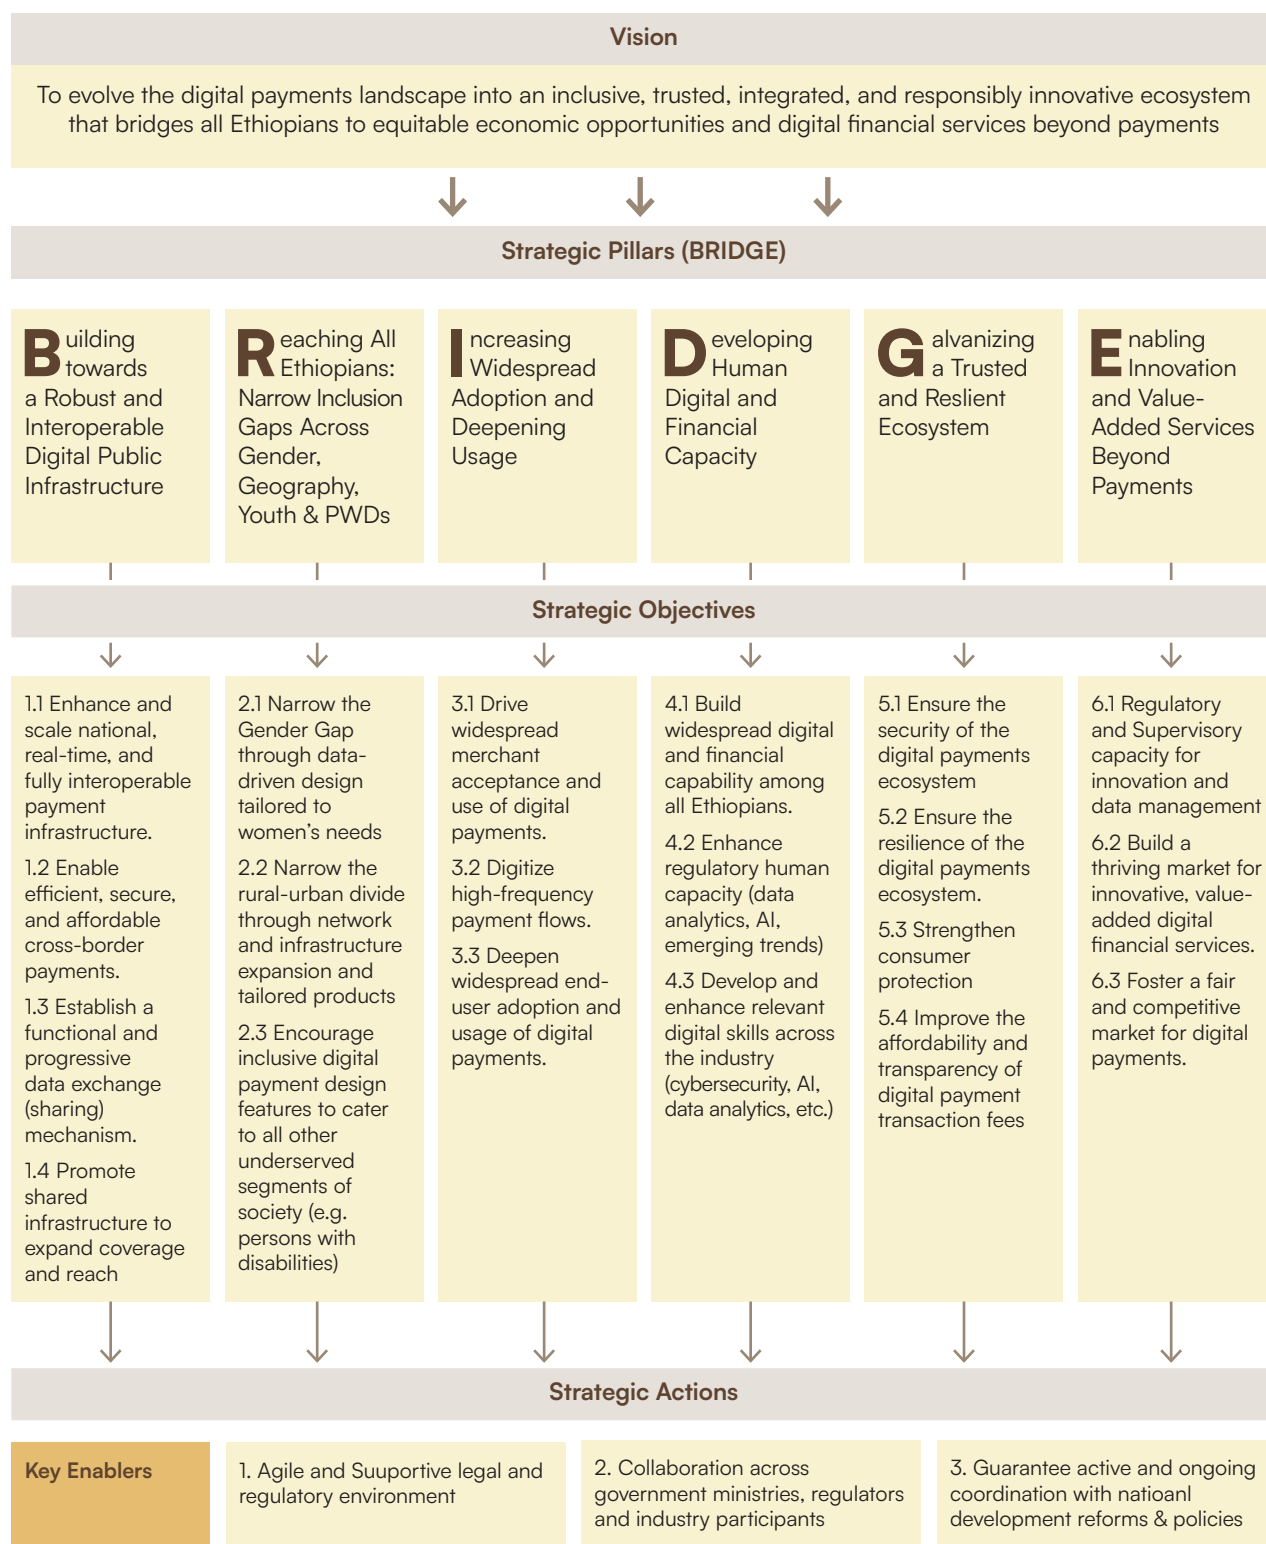 Vision
To evolve the digital payments landscape into an inclusive, trusted, integrated, and responsibly innovative ecosystem
that bridges all Ethiopians to equitable economic opportunities and digital financial services beyond payments
Strategic Pillars (BRIDGE)
Building
towards
a Robust and
Interoperable
Digital Public
Infrastructure
Reaching All
Ethiopians:
Narrow Inclusion
Gaps Across
Gender,
Geography,
Youth & PWDs
Increasing
Widespread
Adoption and
Deepening
Usage
Developing
Human
Digital and
Financial
Capacity
Galvanizing
a Trusted
and Reslient
Ecosystem
Enabling
Innovation
and Value-
Added Services
Beyond
Payments
Strategic Objectives
1.1 Enhance and
scale national,
real-time, and
fully interoperable
payment
infrastructure.
1.2 Enable
efficient, secure,
and affordable
cross-border
payments.
1.3 Establish a
functional and
progressive
data exchange
(sharing)
mechanism.
1.4 Promote
shared
infrastructure to
expand coverage
and reach
2.1 Narrow the
Gender Gap
through data-
driven design
tailored to
women’s needs
2.2 Narrow the
rural-urban divide
through network
and infrastructure
expansion and
tailored products
2.3 Encourage
inclusive digital
payment design
features to cater
to all other
underserved
segments of
society (e.g.
persons with
disabilities)
3.1 Drive
widespread
merchant
acceptance and
use of digital
payments.
3.2 Digitize
high-frequency
payment flows.
3.3 Deepen
widespread end-
user adoption and
usage of digital
payments.
4.1 Build
widespread digital
and financial
capability among
all Ethiopians.
4.2 Enhance
regulatory human
capacity (data
analytics, AI,
emerging trends)
4.3 Develop and
enhance relevant
digital skills across
the industry
(cybersecurity, AI,
data analytics, etc.)
5.1 Ensure the
security of the
digital payments
ecosystem
5.2 Ensure the
resilience of the
digital payments
ecosystem.
5.3 Strengthen
consumer
protection
5.4 Improve the
affordability and
transparency of
digital payment
transaction fees
6.1 Regulatory
and Supervisory
capacity for
innovation and
data management
6.2 Build a
thriving market for
innovative, value-
added digital
financial services.
6.3 Foster a fair
and competitive
market for digital
payments.
Strategic Actions
Key Enablers
1. Agile and Suuportive legal and
regulatory environment
2. Collaboration across
government ministries, regulators
and industry participants
3. Guarantee active and ongoing
coordination with natioanl
development reforms & policies